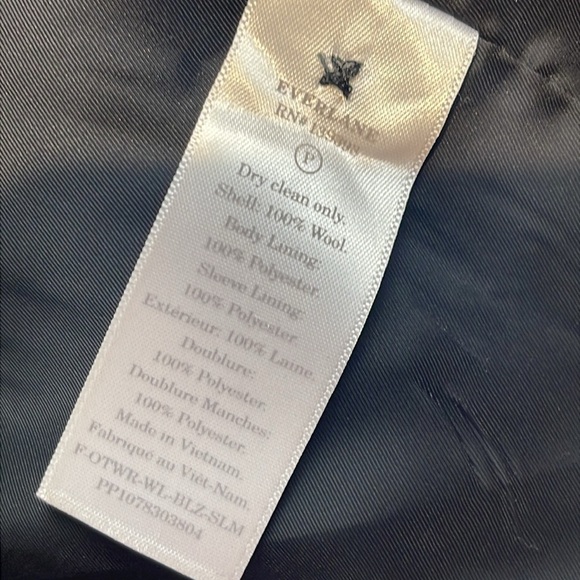 EVERLANE
RN#
P
Dry clean only.
Shell: 100% Wool.
Body Lining:
100% Polyester.
Sleeve Lining:
100% Polyester.
Extérieur: 100% Laine.
Doublure:
100% Polyester.
Doublure Manches:
100% Polyester.
Made in Vietnam.
Fabriqué au Viêt-Nam.
F-OTWR-WL-BLZ-SLM
PP1078303804